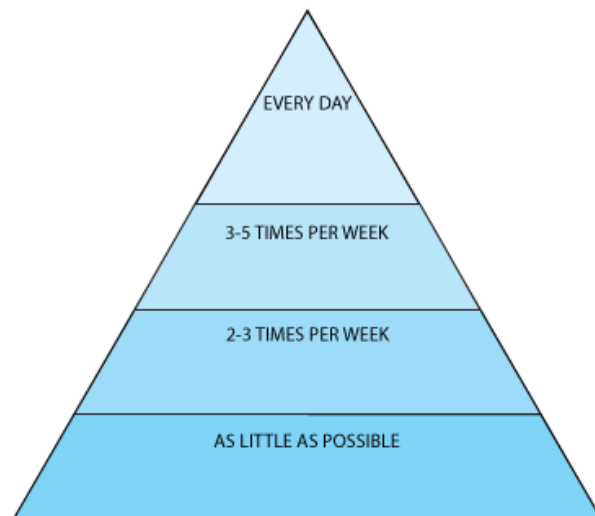 EVERY DAY
3-5 TIMES PER WEEK
2-3 TIMES PER WEEK
AS LITTLE AS POSSIBLE